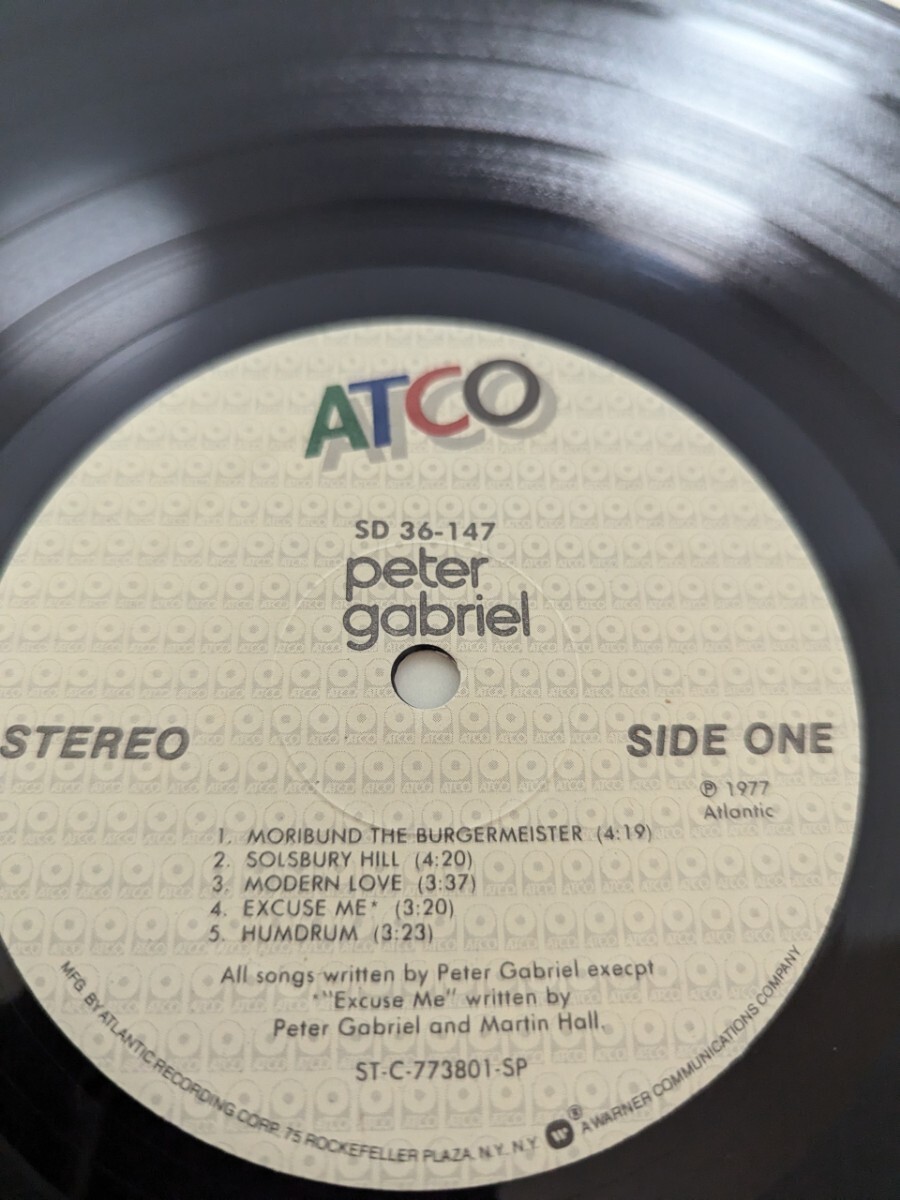 ATCO
SD 36-147
peter
gabriel
STEREO
SIDE ONE
℗ 1977
Atlantic
1. MORIBUND THE BURGERMEISTER (4:19)
2. SOLSBURY HILL (4:20)
3. MODERN LOVE (3:37)
4. EXCUSE ME* (3:20)
5. HUMDRUM (3:23)
All songs written by Peter Gabriel execpt
*"Excuse Me" written by
Peter Gabriel and Martin Hall.
ST-C-773801-SP
MFG. BY ATLANTIC RECORDING CORP. 75 ROCKEFELLER PLAZA. N.Y. N.Y. ® A WARNER COMMUNICATIONS COMPANY